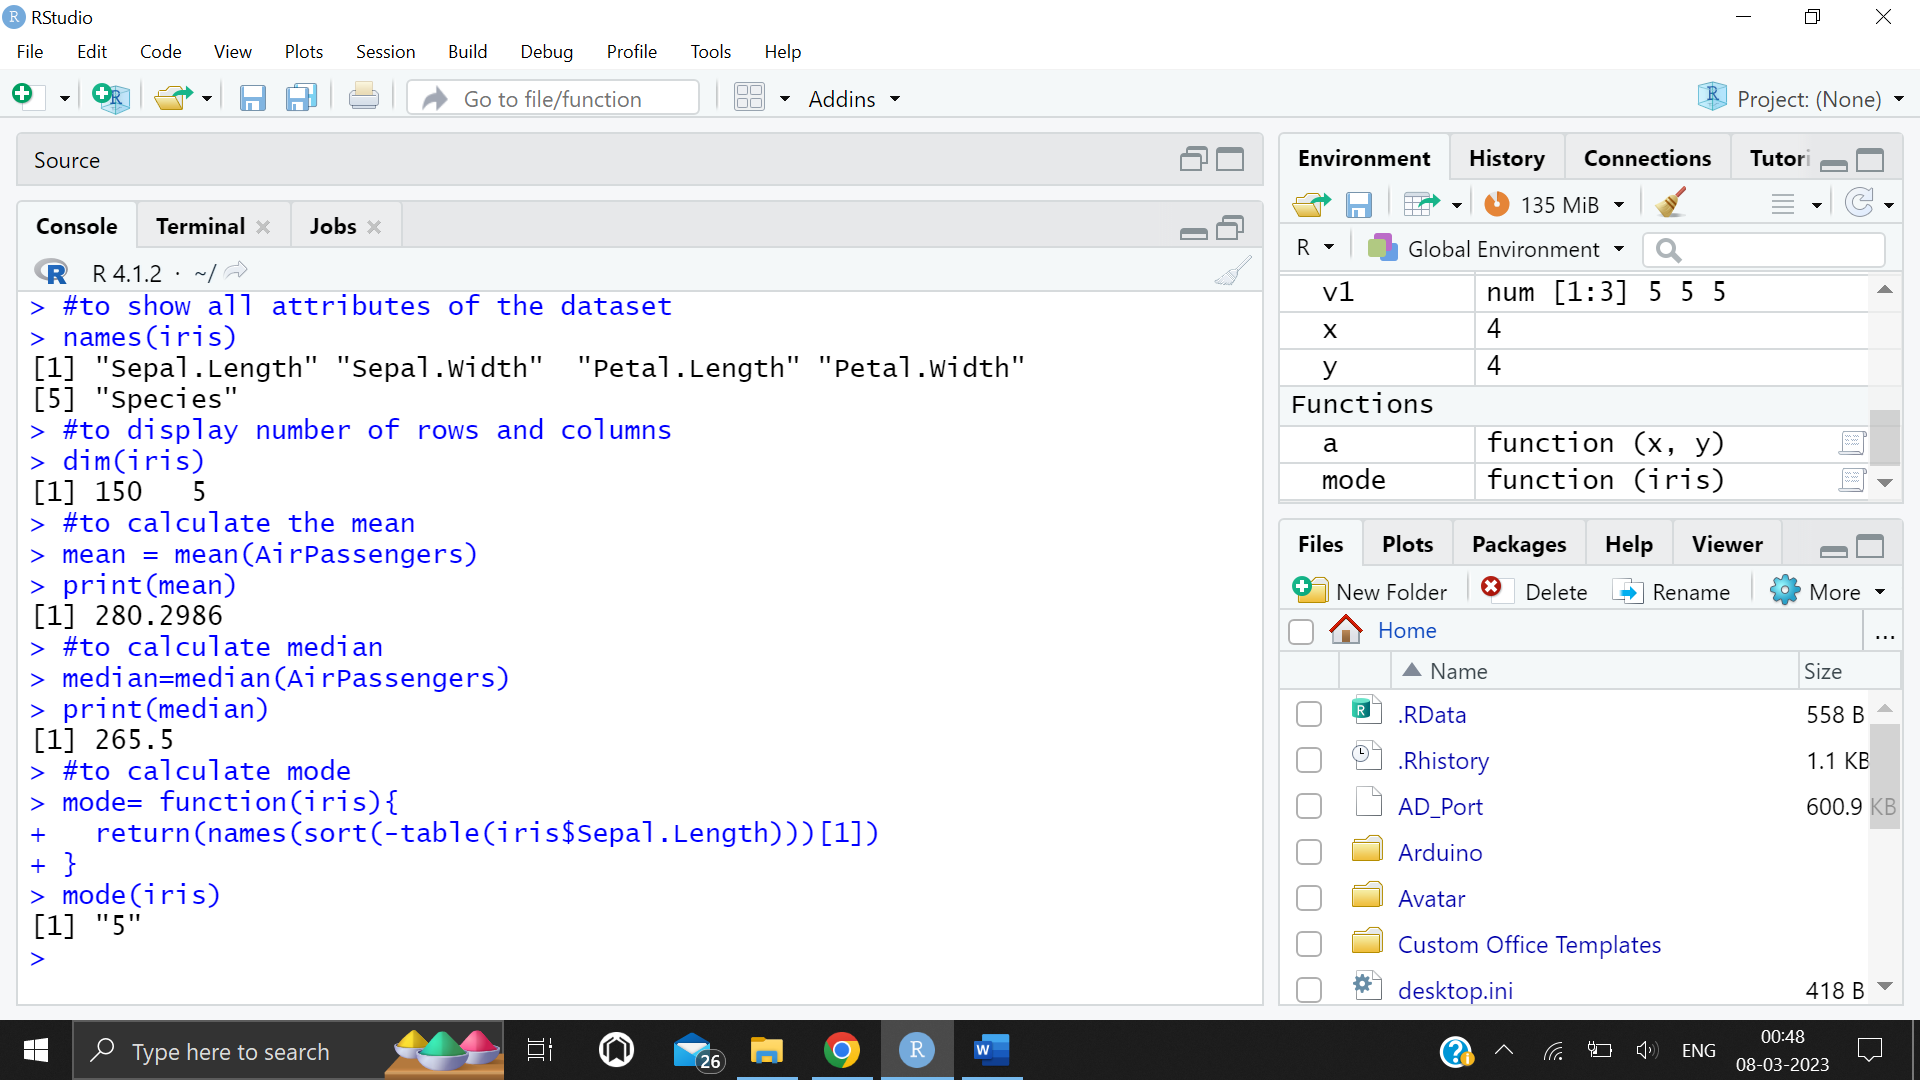 RStudio
File Edit Code View Plots Session Build Debug Profile Tools Help
Go to file/function Addins Project: (None)
Source
Console Terminal Jobs
R 4.1.2 · ~/
> #to show all attributes of the dataset
> names(iris)
[1] "Sepal.Length" "Sepal.Width"  "Petal.Length" "Petal.Width"
[5] "Species"
> #to display number of rows and columns
> dim(iris)
[1] 150   5
> #to calculate the mean
> mean = mean(AirPassengers)
> print(mean)
[1] 280.2986
> #to calculate median
> median=median(AirPassengers)
> print(median)
[1] 265.5
> #to calculate mode
> mode= function(iris){
+   return(names(sort(-table(iris$Sepal.Length)))[1])
+ }
> mode(iris)
[1] "5"
>
Environment History Connections Tutori
135 MiB
R Global Environment
v1 num [1:3] 5 5 5
x 4
y 4
Functions
a function (x, y)
mode function (iris)
Files Plots Packages Help Viewer
New Folder Delete Rename More
Home ...
Name Size
.RData 558 B
.Rhistory 1.1 KB
AD_Port 600.9 KB
Arduino
Avatar
Custom Office Templates
desktop.ini 418 B
Type here to search 26 R W ENG 00:48
08-03-2023